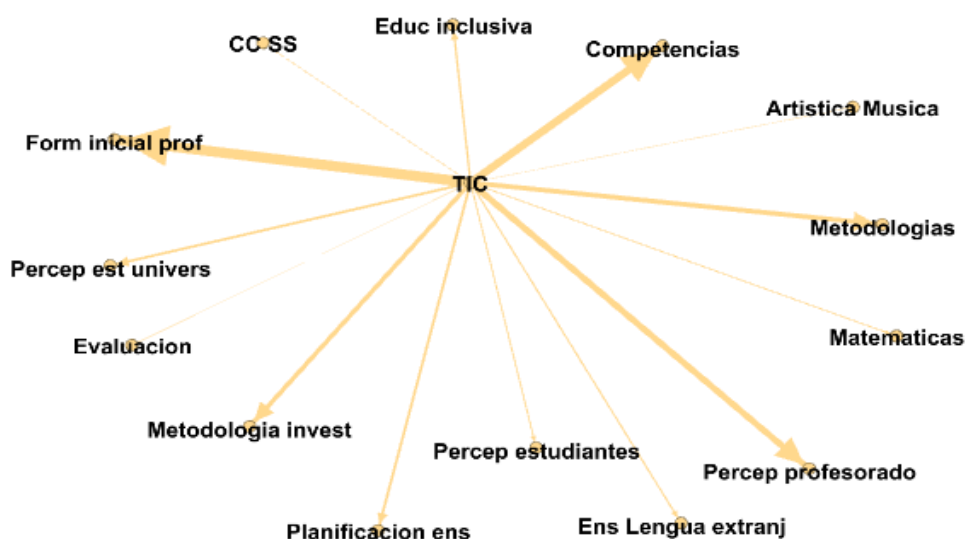 Educ inclusiva
CC SS
Competencias
Artistica Musica
Form inicial prof
TIC
Metodologias
Percep est univers
Matematicas
Evaluacion
Metodologia invest
Percep estudiantes
Percep profesorado
Planificacion ens
Ens Lengua extranj